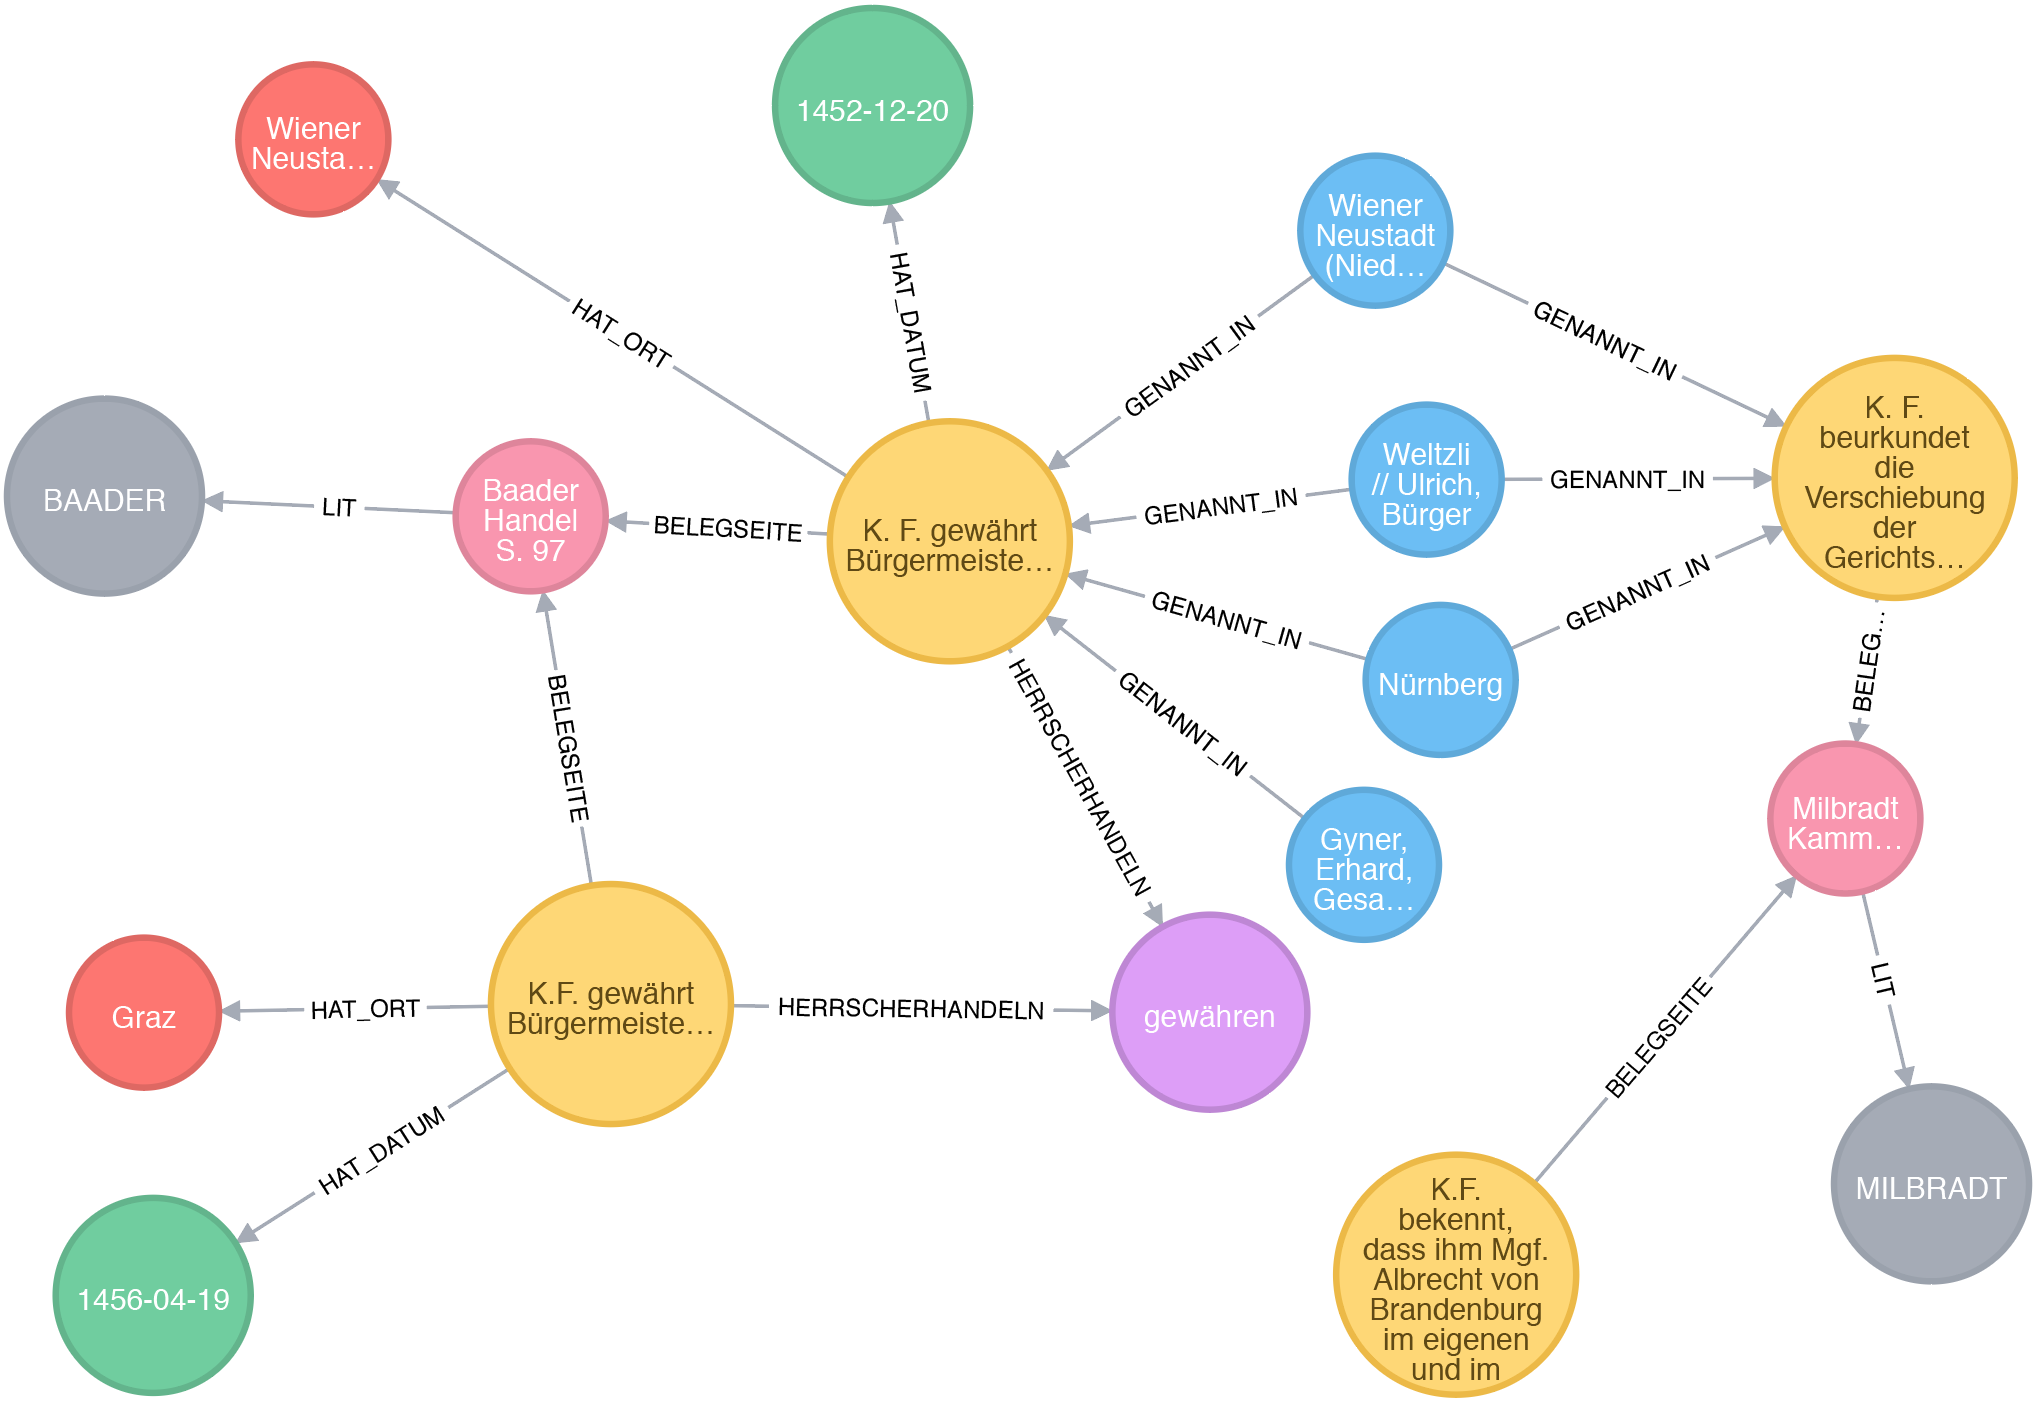 1452-12-20
Wiener
Neusta…
Wiener
Neustadt
(Nied…
HAT_ORT
HAT_DATUM
GENANNT_IN
GENANNT_IN
BAADER
LIT
Baader
Handel
S. 97
BELEGSEITE
K. F. gewährt
Bürgermeiste…
GENANNT_IN
Weltzli
// Ulrich,
Bürger
GENANNT_IN
K. F.
beurkundet
die
Verschiebung
der
Gerichts…
GENANNT_IN
Nürnberg
GENANNT_IN
BELEG…
BELEGSEITE
HERRSCHERHANDELN
GENANNT_IN
Gyner,
Erhard,
Gesa…
Milbradt
Kamm…
Graz
HAT_ORT
K.F. gewährt
Bürgermeiste…
HERRSCHERHANDELN
gewähren
BELEGSEITE
LIT
HAT_DATUM
1456-04-19
MILBRADT
K.F.
bekennt,
dass ihm Mgf.
Albrecht von
Brandenburg
im eigenen
und im